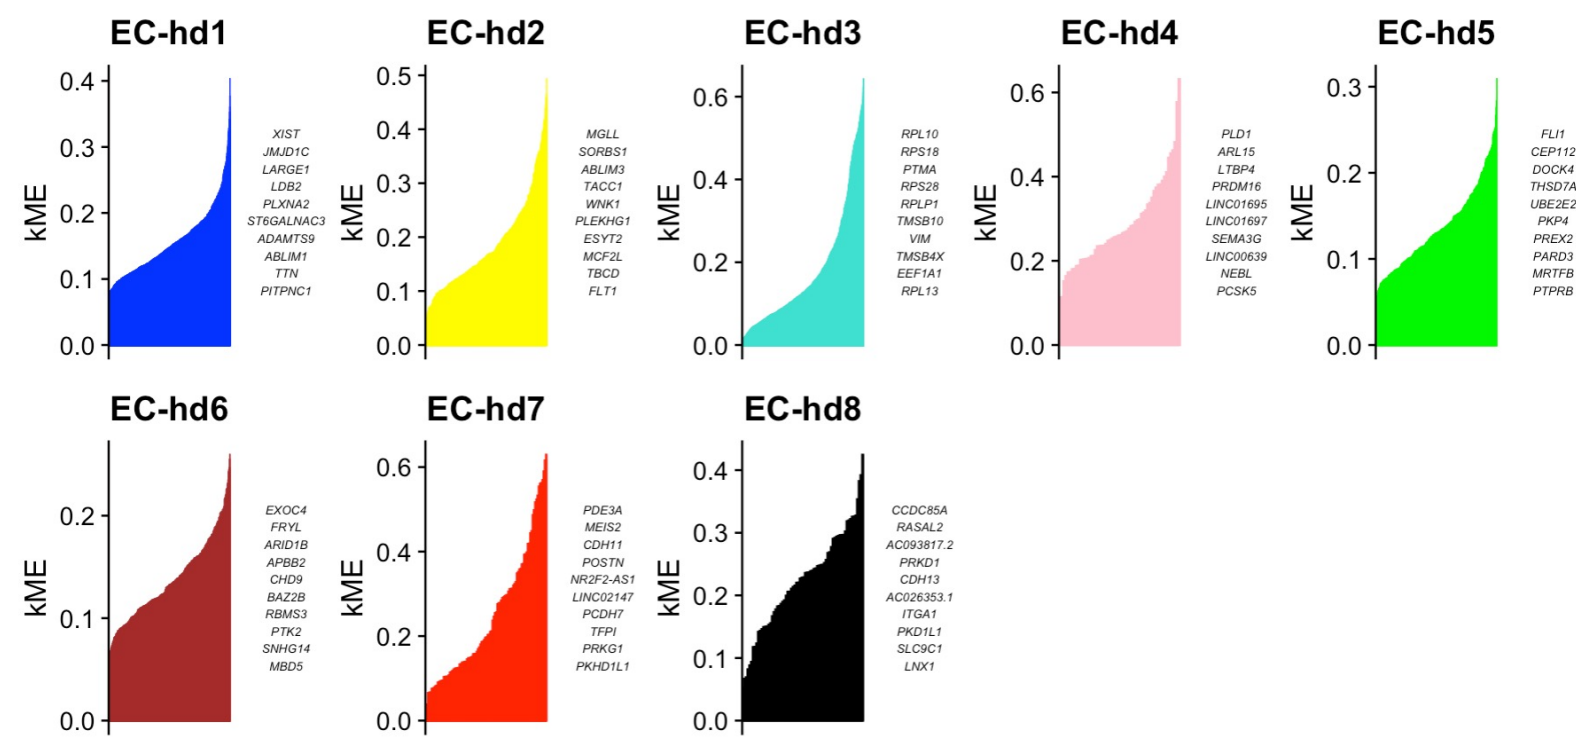 EC-hd1
0.4
0.3
0.2
0.1
0.0
kME
XIST
JMJD1C
LARGE1
LDB2
PLXNA2
ST6GALNAC3
ADAMTS9
ABLIM1
TTN
PITPNC1
EC-hd2
0.5
0.4
0.3
0.2
0.1
0.0
kME
MGLL
SORBS1
ABLIM3
TACC1
WNK1
PLEKHG1
ESYT2
MCF2L
TBCD
FLT1
EC-hd3
0.6
0.4
0.2
0.0
kME
RPL10
RPS18
PTMA
RPS28
RPLP1
TMSB10
VIM
TMSB4X
EEF1A1
RPL13
EC-hd4
0.6
0.4
0.2
0.0
kME
PLD1
ARL15
LTBP4
PRDM16
LINC01695
LINC01697
SEMA3G
LINC00639
NEBL
PCSK5
EC-hd5
0.3
0.2
0.1
0.0
kME
FLI1
CEP112
DOCK4
THSD7A
UBE2E2
PKP4
PREX2
PARD3
MRTFB
PTPRB
EC-hd6
0.2
0.1
0.0
kME
EXOC4
FRYL
ARID1B
APBB2
CHD9
BAZ2B
RBMS3
PTK2
SNHG14
MBD5
EC-hd7
0.6
0.4
0.2
0.0
kME
PDE3A
MEIS2
CDH11
POSTN
NR2F2-AS1
LINC02147
PCDH7
TFPI
PRKG1
PKHD1L1
EC-hd8
0.4
0.3
0.2
0.1
0.0
kME
CCDC85A
RASAL2
AC093817.2
PRKD1
CDH13
AC026353.1
ITGA1
PKD1L1
SLC9C1
LNX1